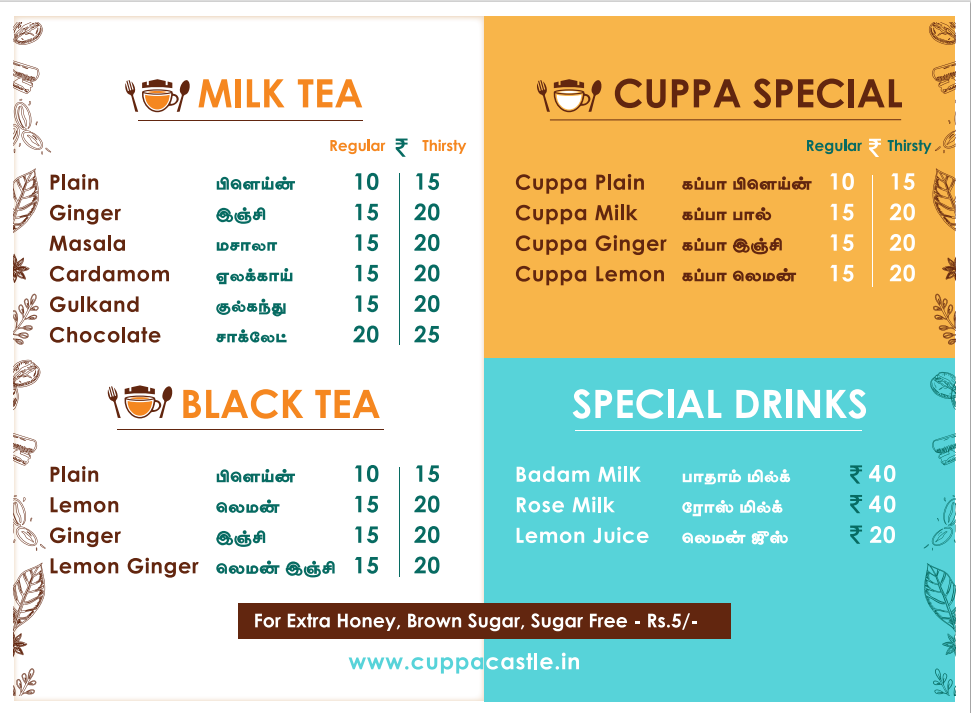 MILK TEA
Regular ₹ Thirsty
Plain பிளெய்ன் 10 15
Ginger இஞ்சி 15 20
Masala மசாலா 15 20
Cardamom ஏலக்காய் 15 20
Gulkand குல்கந்து 15 20
Chocolate சாக்லேட் 20 25
BLACK TEA
Plain பிளெய்ன் 10 15
Lemon லெமன் 15 20
Ginger இஞ்சி 15 20
Lemon Ginger லெமன் இஞ்சி 15 20
CUPPA SPECIAL
Regular ₹ Thirsty
Cuppa Plain கப்பா பிளெய்ன் 10 15
Cuppa Milk கப்பா பால் 15 20
Cuppa Ginger கப்பா இஞ்சி 15 20
Cuppa Lemon கப்பா லெமன் 15 20
SPECIAL DRINKS
Badam MilK பாதாம் மில்க் ₹ 40
Rose Milk ரோஸ் மில்க் ₹ 40
Lemon Juice லெமன் ஜூஸ் ₹ 20
For Extra Honey, Brown Sugar, Sugar Free - Rs.5/-
www.cuppacastle.in